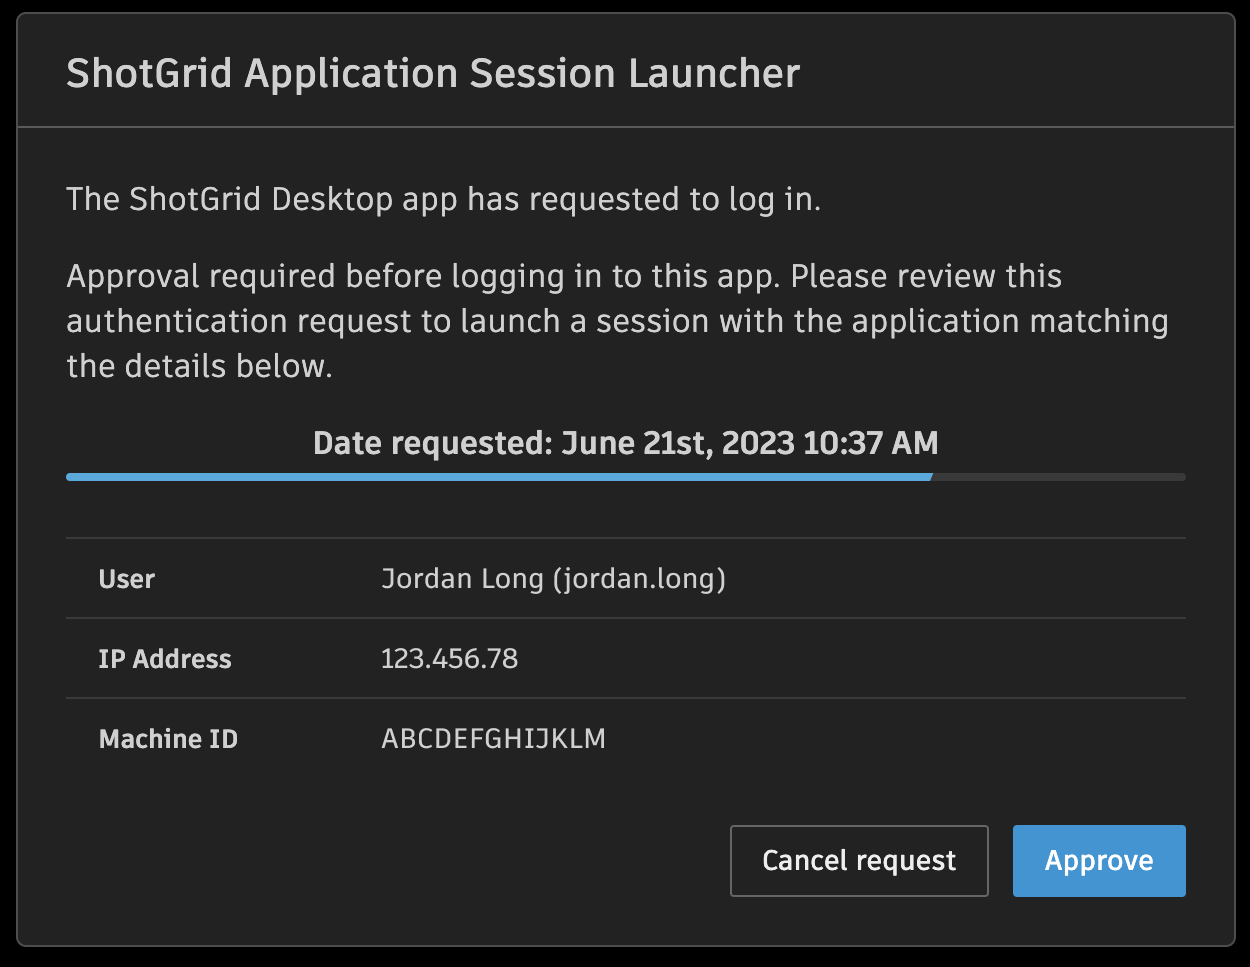 ShotGrid Application Session Launcher
The ShotGrid Desktop app has requested to log in.
Approval required before logging in to this app. Please review this
authentication request to launch a session with the application matching
the details below.
Date requested: June 21st, 2023 10:37 AM
User Jordan Long (jordan.long)
IP Address 123.456.78
Machine ID ABCDEFGHIJKLM
Cancel request Approve